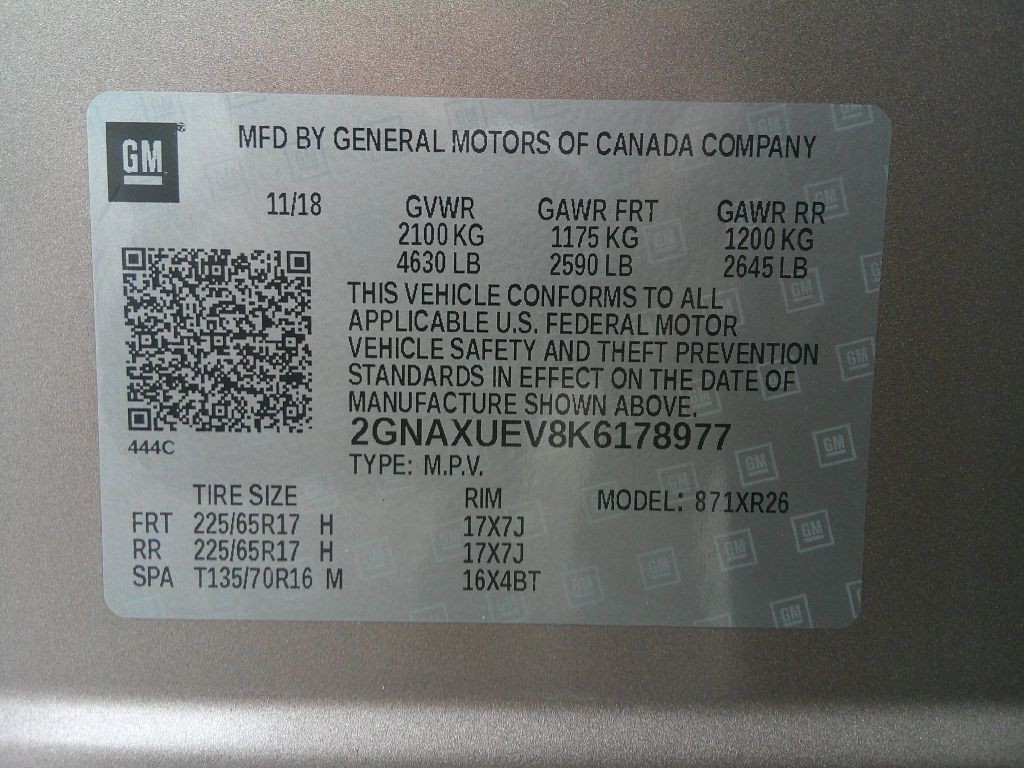 GM
MFD BY GENERAL MOTORS OF CANADA COMPANY
11/18 GVWR GAWR FRT GAWR RR
2100 KG 1175 KG 1200 KG
4630 LB 2590 LB 2645 LB
THIS VEHICLE CONFORMS TO ALL
APPLICABLE U.S. FEDERAL MOTOR
VEHICLE SAFETY AND THEFT PREVENTION
STANDARDS IN EFFECT ON THE DATE OF
MANUFACTURE SHOWN ABOVE.
2GNAXUEV8K6178977
444C
TYPE: M.P.V.
TIRE SIZE RIM MODEL: 871XR26
FRT 225/65R17 H 17X7J
RR 225/65R17 H 17X7J
SPA T135/70R16 M 16X4BT